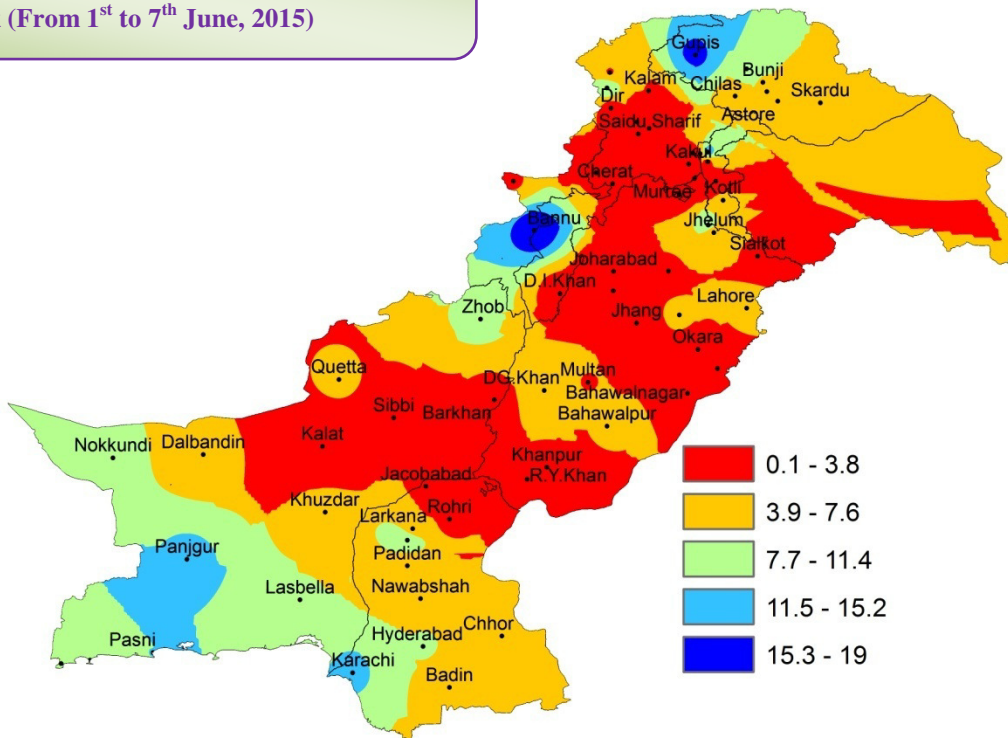 (From 1st to 7th June, 2015)
Gupis
Bunji
Kalam
Chilas
Skardu
Dir
Astore
Saidu Sharif
Kakul
Cherat
Murree
Kotli
Bannu
Jhelum
Sialkot
Joharabad
D.I.Khan
Lahore
Zhob
Jhang
Okara
Quetta
Multan
DG.Khan
Bahawalnagar
Sibbi
Barkhan
Bahawalpur
Nokkundi
Dalbandin
Kalat
Khanpur
Jacobabad
R.Y.Khan
Khuzdar
Rohri
Larkana
Panjgur
Padidan
Lasbella
Nawabshah
Chhor
Pasni
Hyderabad
Karachi
Badin
0.1 - 3.8
3.9 - 7.6
7.7 - 11.4
11.5 - 15.2
15.3 - 19